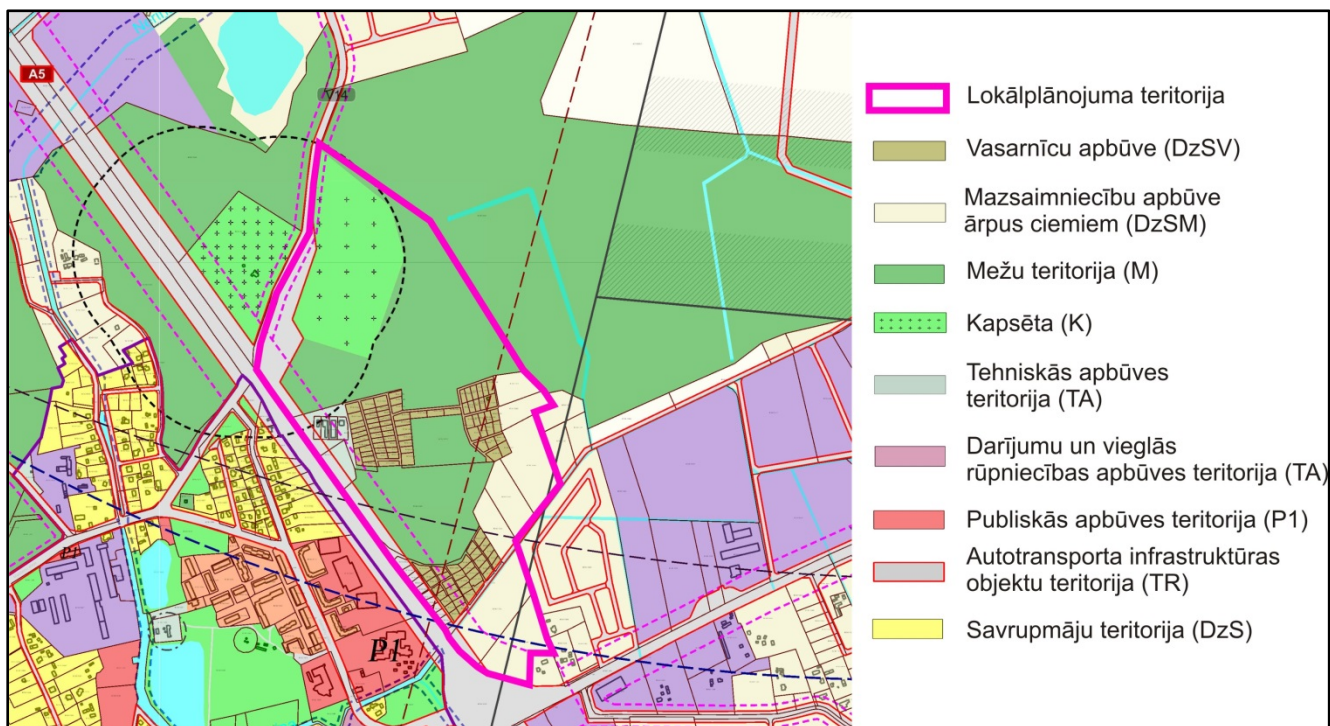 A5
V14
P1
Lokālplānojuma teritorija
Vasarnīcu apbūve (DzSV)
Mazsaimniecību apbūve
ārpus ciemiem (DzSM)
Mežu teritorija (M)
Kapsēta (K)
Tehniskās apbūves
teritorija (TA)
Darījumu un vieglās
rūpniecības apbūves teritorija (TA)
Publiskās apbūves teritorija (P1)
Autotransporta infrastruktūras
objektu teritorija (TR)
Savrupmāju teritorija (DzS)